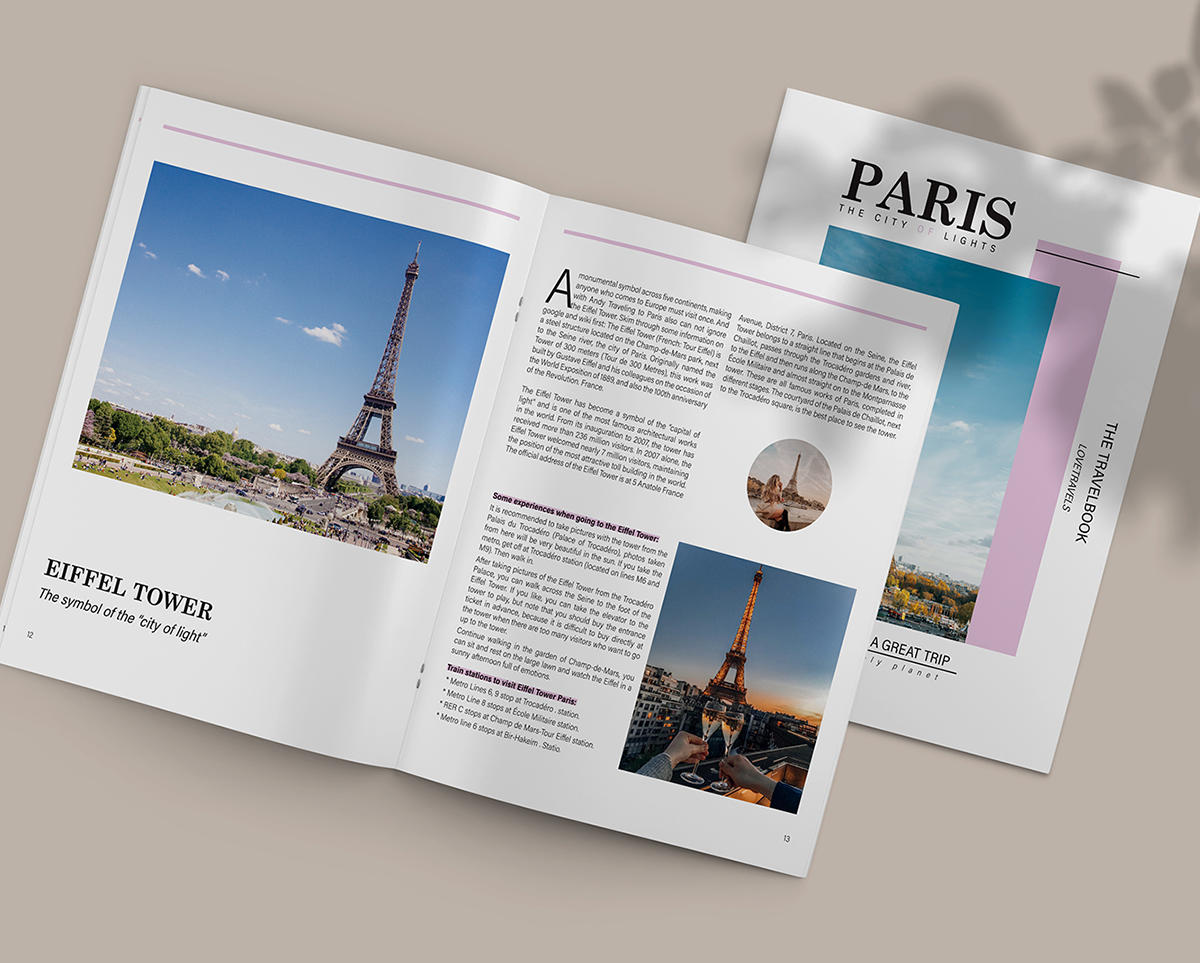 EIFFEL TOWER
The symbol of the "city of light"
12
A monumental symbol across five continents, making
anyone who comes to Europe must visit once. And
with Andy Traveling to Paris also can not ignore
the Eiffel Tower. Skim through some information on
google and wiki first: The Eiffel Tower (French: Tour Eiffel) is
a steel structure located on the Champ-de-Mars park, next
to the Seine river, the city of Paris. Originally named the
Tower of 300 meters (Tour de 300 Metres), this work was
built by Gustave Eiffel and his colleagues on the occasion of
the World Exposition of 1889, and also the 100th anniversary
of the Revolution. France.
The Eiffel Tower has become a symbol of the "capital of
light" and is one of the most famous architectural works
in the world. From its inauguration to 2007, the tower has
received more than 236 million visitors. In 2007 alone, the
Eiffel Tower welcomed nearly 7 million visitors, maintaining
the position of the most attractive toll building in the world.
The official address of the Eiffel Tower is at 5 Anatole France
Avenue, District 7, Paris. Located on the Seine, the Eiffel
Tower belongs to a straight line that begins at the Palais de
Chaillot, passes through the Trocadéro gardens and river,
to the Eiffel and then runs along the Champ-de-Mars, to the
École Militaire and almost straight on to the Montparnasse
tower. These are all famous works of Paris, completed in
different stages. The courtyard of the Palais de Chaillot, next
to the Trocadéro square, is the best place to see the tower.
Some experiences when going to the Eiffel Tower:
It is recommended to take pictures with the tower from the
Palais du Trocadéro (Palace of Trocadéro), photos taken
from here will be very beautiful in the sun. If you take the
metro, get off at Trocadéro station (located on lines M6 and
M9). Then walk in.
After taking pictures of the Eiffel Tower from the Trocadéro
Palace, you can walk across the Seine to the foot of the
Eiffel Tower. If you like, you can take the elevator to the
tower to play, but note that you should buy the entrance
ticket in advance, because it is difficult to buy directly at
the tower when there are too many visitors who want to go
up to the tower.
Continue walking in the garden of Champ-de-Mars, you
can sit and rest on the large lawn and watch the Eiffel in a
sunny afternoon full of emotions.
Train stations to visit Eiffel Tower Paris:
* Metro Lines 6, 9 stop at Trocadéro . station.
* Metro Line 8 stops at École Militaire station.
* RER C stops at Champ de Mars-Tour Eiffel station.
* Metro line 6 stops at Bir-Hakeim . Statio.
13
PARIS
THE CITY OF LIGHTS
THE TRAVELBOOK
LOVETRAVELS
A GREAT TRIP
ly planet